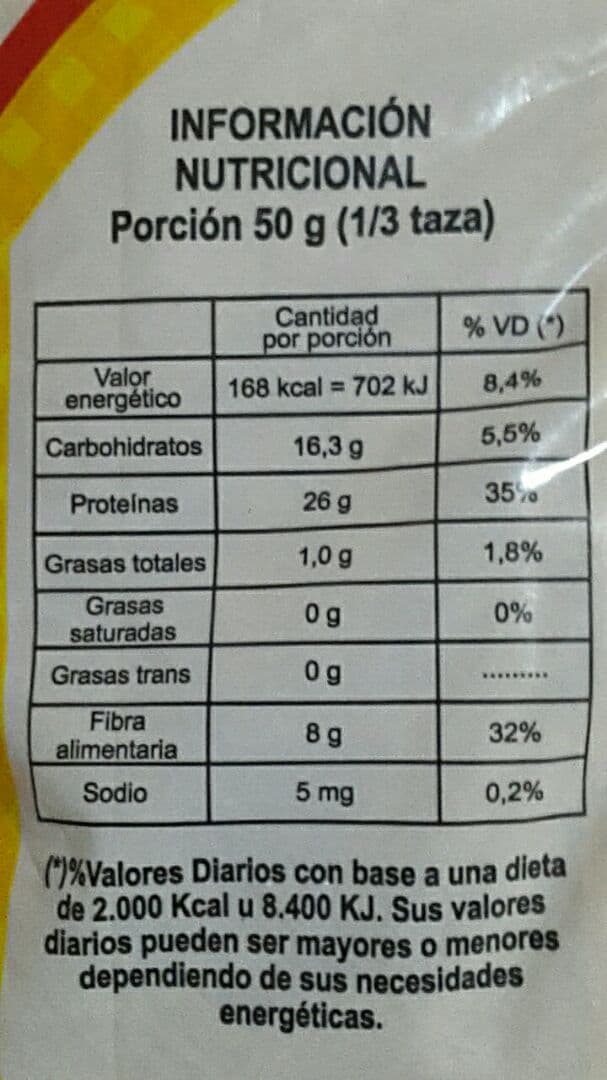 INFORMACIÓN
NUTRICIONAL
Porción 50 g (1/3 taza)
Cantidad
por porción
% VD (*)
Valor
energético
168 kcal = 702 kJ
8,4%
Carbohidratos
16,3 g
5,5%
Proteínas
26 g
35%
Grasas totales
1,0 g
1,8%
Grasas
saturadas
0 g
0%
Grasas trans
0 g
.........
Fibra
alimentaria
8 g
32%
Sodio
5 mg
0,2%
(*)%Valores Diarios con base a una dieta
de 2.000 Kcal u 8.400 KJ. Sus valores
diarios pueden ser mayores o menores
dependiendo de sus necesidades
energéticas.